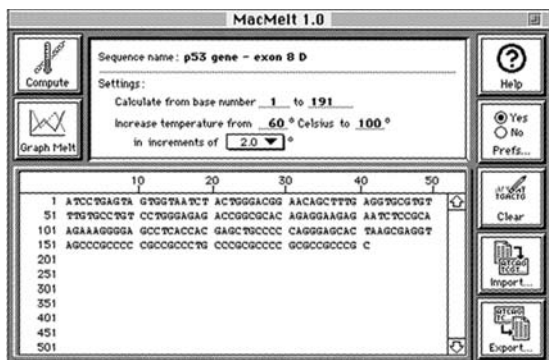 MacMelt 1.0
Compute
Graph Melt
Sequence name: p53 gene - exon 8 D
Settings:
Calculate from base number 1 to 191
Increase temperature from 60 ° Celsius to 100 °
in increments of 2.0 ▼ °
Help
Yes
No
Prefs...
Clear
Import...
Export...
10 20 30 40 50
1 ATCCTGAGTA GTGGTAATCT ACTGGGACGG AACAGCTTTG AGGTGCGTGT
51 TTGTGCCTGT CCTGGGAGAG ACCGGCGCAC AGAGGAAGAG AATCTCCGCA
101 AGAAAGGGGA GCCTCACCAC GAGCTGCCCC CAGGGAGCAC TAAGCGAGGT
151 AGCCCGCCCC CGCCGCCCTG CCCGCGCCCC GCGCCGCCCG C
201
251
301
351
401
451
501